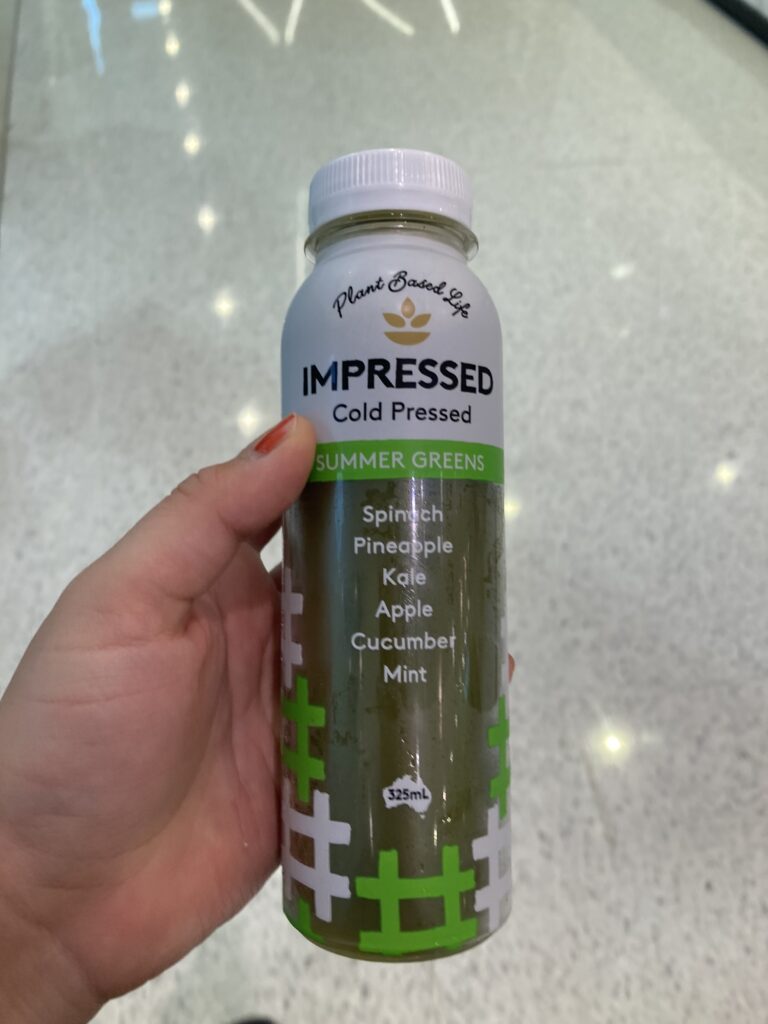 Plant Based Life
IMPRESSED
Cold Pressed
SUMMER GREENS
Spinach
Pineapple
Kale
Apple
Cucumber
Mint
325mL